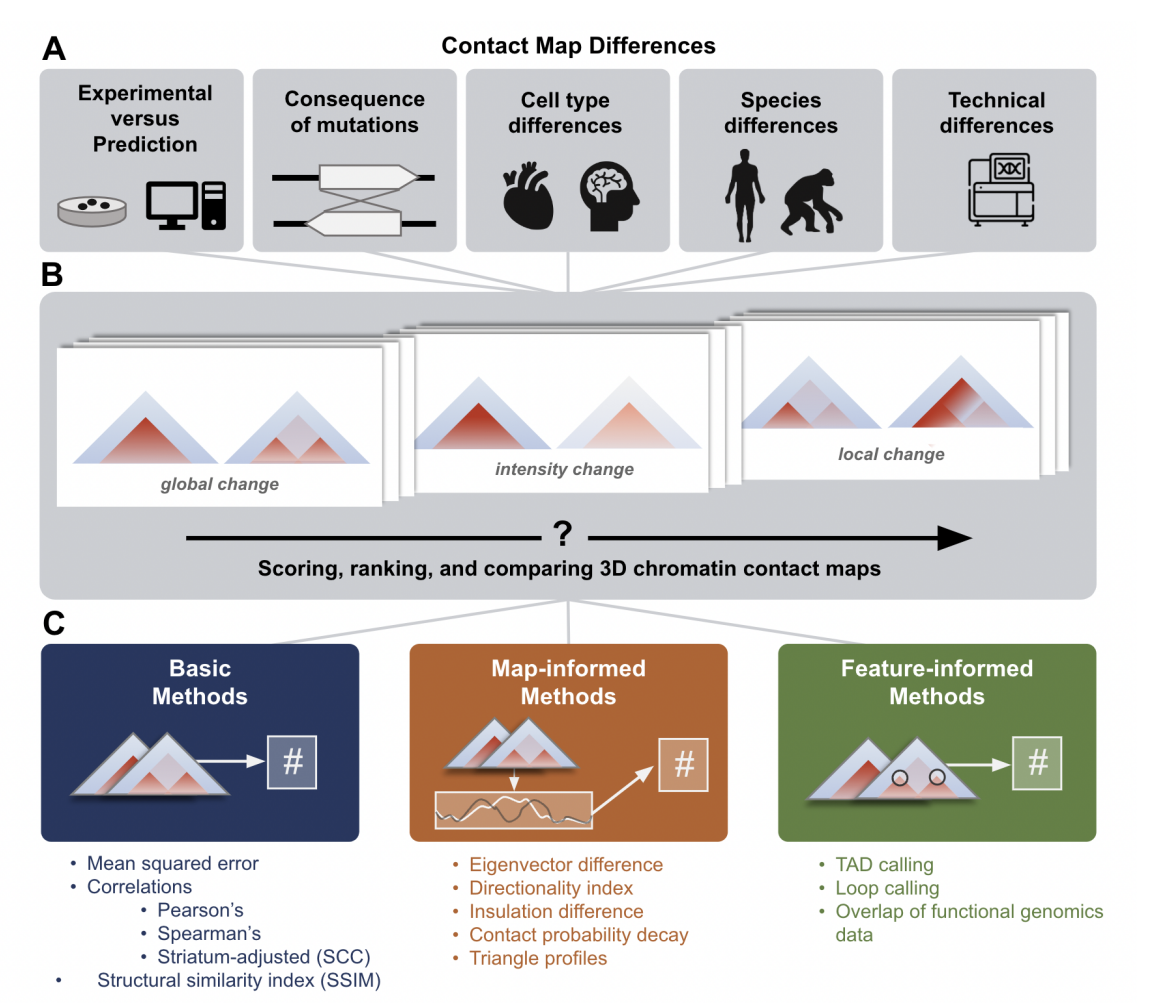 A
Contact Map Differences
Experimental
versus
Prediction
Consequence
of mutations
Cell type
differences
Species
differences
Technical
differences
B
global change
intensity change
local change
?
Scoring, ranking, and comparing 3D chromatin contact maps
C
Basic
Methods
#
• Mean squared error
• Correlations
• Pearson's
• Spearman's
• Striatum-adjusted (SCC)
• Structural similarity index (SSIM)
Map-informed
Methods
#
• Eigenvector difference
• Directionality index
• Insulation difference
• Contact probability decay
• Triangle profiles
Feature-informed
Methods
#
• TAD calling
• Loop calling
• Overlap of functional genomics
data